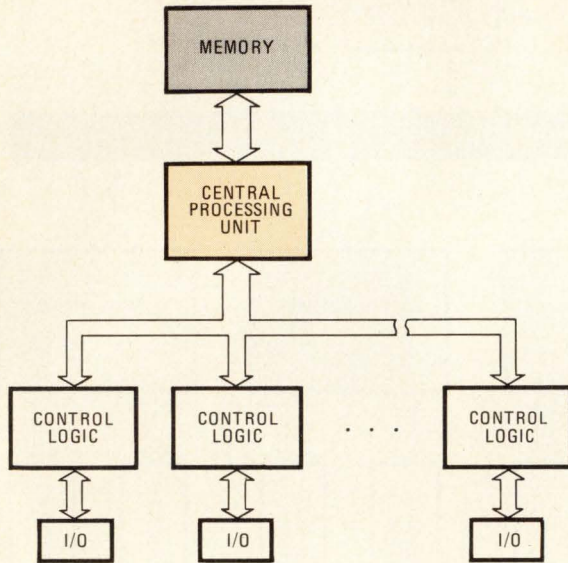 MEMORY
CENTRAL
PROCESSING
UNIT
CONTROL
LOGIC
CONTROL
LOGIC
. . .
CONTROL
LOGIC
I/O
I/O
I/O